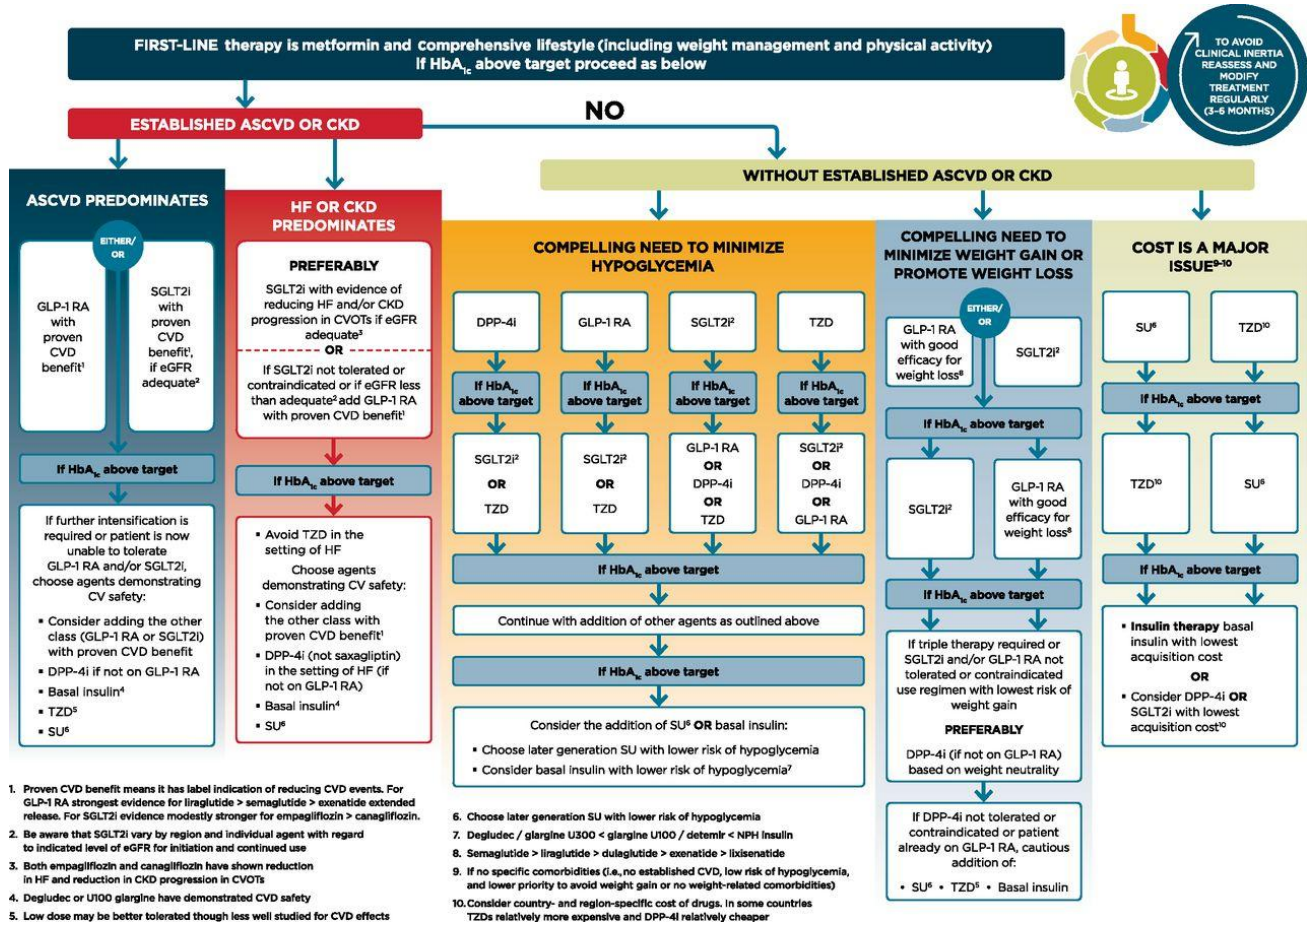 FIRST-LINE therapy is metformin and comprehensive lifestyle (including weight management and physical activity)
If HbA1c above target proceed as below
TO AVOID
CLINICAL INERTIA
REASSESS AND
MODIFY
TREATMENT
REGULARLY
(3-6 MONTHS)
ESTABLISHED ASCVD OR CKD
NO
WITHOUT ESTABLISHED ASCVD OR CKD
ASCVD PREDOMINATES
EITHER/
OR
GLP-1 RA
with
proven
CVD
benefit¹
SGLT2i
with
proven
CVD
benefit¹,
if eGFR
adequate²
If HbA1c above target
If further intensification is
required or patient is now
unable to tolerate
GLP-1 RA and/or SGLT2i,
choose agents demonstrating
CV safety:
▪ Consider adding the other
class (GLP-1 RA or SGLT2i)
with proven CVD benefit
▪ DPP-4i if not on GLP-1 RA
▪ Basal insulin⁴
▪ TZD⁵
▪ SU⁶
HF OR CKD
PREDOMINATES
PREFERABLY
SGLT2i with evidence of
reducing HF and/or CKD
progression in CVOTs if eGFR
adequate³
OR
If SGLT2i not tolerated or
contraindicated or if eGFR less
than adequate² add GLP-1 RA
with proven CVD benefit¹
If HbA1c above target
▪ Avoid TZD in the
setting of HF
Choose agents
demonstrating CV safety:
▪ Consider adding
the other class with
proven CVD benefit¹
▪ DPP-4i (not saxagliptin)
in the setting of HF (if
not on GLP-1 RA)
▪ Basal insulin⁴
▪ SU⁶
COMPELLING NEED TO MINIMIZE
HYPOGLYCEMIA
DPP-4i
GLP-1 RA
SGLT2i²
TZD
If HbA1c
above target
If HbA1c
above target
If HbA1c
above target
If HbA1c
above target
SGLT2i²
OR
TZD
SGLT2i²
OR
TZD
GLP-1 RA
OR
DPP-4i
OR
TZD
SGLT2i²
OR
DPP-4i
OR
GLP-1 RA
If HbA1c above target
Continue with addition of other agents as outlined above
If HbA1c above target
Consider the addition of SU⁶ OR basal insulin:
▪ Choose later generation SU with lower risk of hypoglycemia
▪ Consider basal insulin with lower risk of hypoglycemia⁷
COMPELLING NEED TO
MINIMIZE WEIGHT GAIN OR
PROMOTE WEIGHT LOSS
EITHER/
OR
GLP-1 RA
with good
efficacy for
weight loss⁸
SGLT2i²
If HbA1c above target
SGLT2i²
GLP-1 RA
with good
efficacy for
weight loss⁸
If HbA1c above target
If triple therapy required or
SGLT2i and/or GLP-1 RA not
tolerated or contraindicated
use regimen with lowest risk of
weight gain
PREFERABLY
DPP-4i (if not on GLP-1 RA)
based on weight neutrality
If DPP-4i not tolerated or
contraindicated or patient
already on GLP-1 RA, cautious
addition of:
• SU⁶ • TZD⁵ • Basal insulin
COST IS A MAJOR
ISSUE⁹⁻¹⁰
SU⁶
TZD¹⁰
If HbA1c above target
TZD¹⁰
SU⁶
If HbA1c above target
▪ Insulin therapy basal
insulin with lowest
acquisition cost
OR
▪ Consider DPP-4i OR
SGLT2i with lowest
acquisition cost¹⁰
1. Proven CVD benefit means it has label indication of reducing CVD events. For
GLP-1 RA strongest evidence for liraglutide > semaglutide > exenatide extended
release. For SGLT2i evidence modestly stronger for empagliflozin > canagliflozin.
2. Be aware that SGLT2i vary by region and individual agent with regard
to indicated level of eGFR for initiation and continued use
3. Both empagliflozin and canagliflozin have shown reduction
in HF and reduction in CKD progression in CVOTs
4. Degludec or U100 glargine have demonstrated CVD safety
5. Low dose may be better tolerated though less well studied for CVD effects
6. Choose later generation SU with lower risk of hypoglycemia
7. Degludec / glargine U300 < glargine U100 / detemir < NPH insulin
8. Semaglutide > liraglutide > dulaglutide > exenatide > lixisenatide
9. If no specific comorbidities (i.e., no established CVD, low risk of hypoglycemia,
and lower priority to avoid weight gain or no weight-related comorbidities)
10. Consider country- and region-specific cost of drugs. In some countries
TZDs relatively more expensive and DPP-4i relatively cheaper